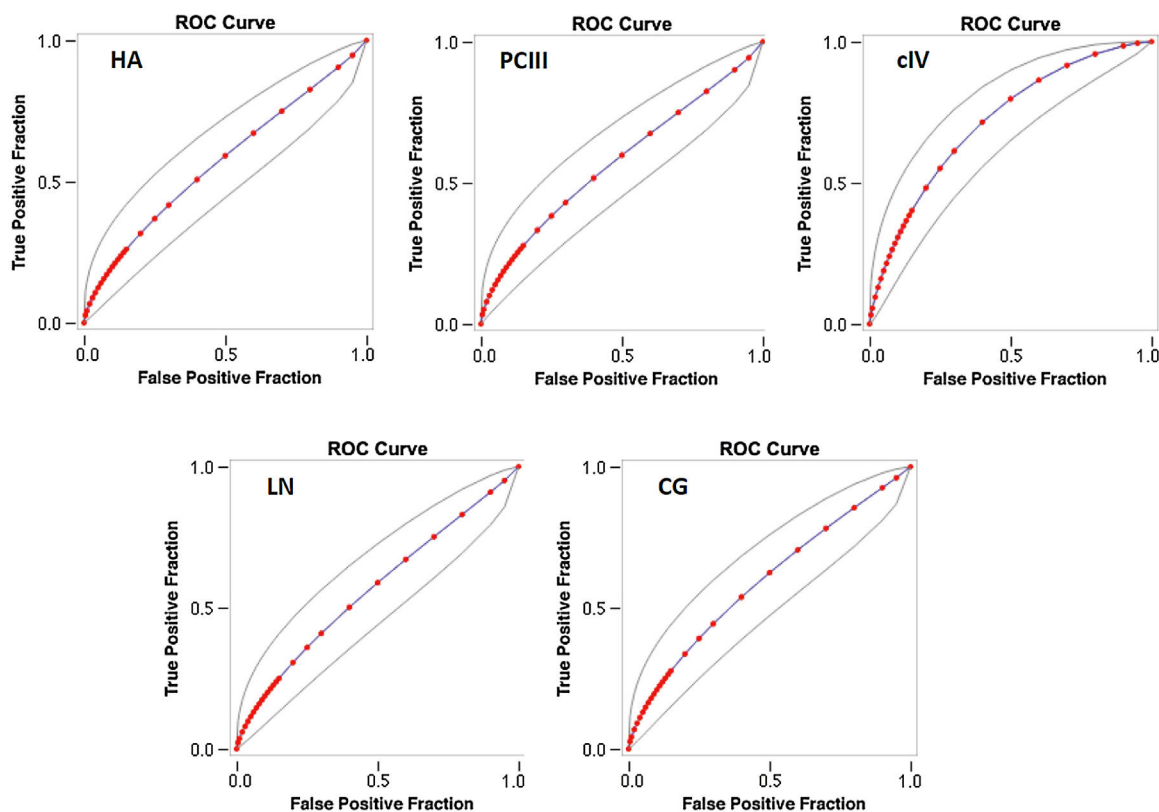 ROC Curve
HA
1.0
0.5
0.0
True Positive Fraction
0.0 0.5 1.0
False Positive Fraction
ROC Curve
PCIII
1.0
0.5
0.0
True Positive Fraction
0.0 0.5 1.0
False Positive Fraction
ROC Curve
cIV
1.0
0.5
0.0
True Positive Fraction
0.0 0.5 1.0
False Positive Fraction
ROC Curve
LN
1.0
0.5
0.0
True Positive Fraction
0.0 0.5 1.0
False Positive Fraction
ROC Curve
CG
1.0
0.5
0.0
True Positive Fraction
0.0 0.5 1.0
False Positive Fraction